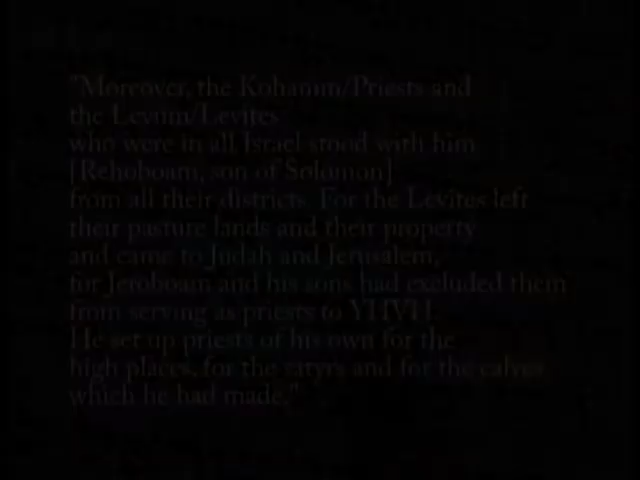 "Moreover, the Kohanim/Priests and
the Leviim/Levites
who were in all Israel stood with him
[Rehoboam, son of Solomon]
from all their districts. For the Levites left
their pasture lands and their property
and came to Judah and Jerusalem,
for Jeroboam and his sons had excluded them
from serving as priests to YHVH.
He set up priests of his own for the
high places, for the satyrs and for the calves
which he had made."